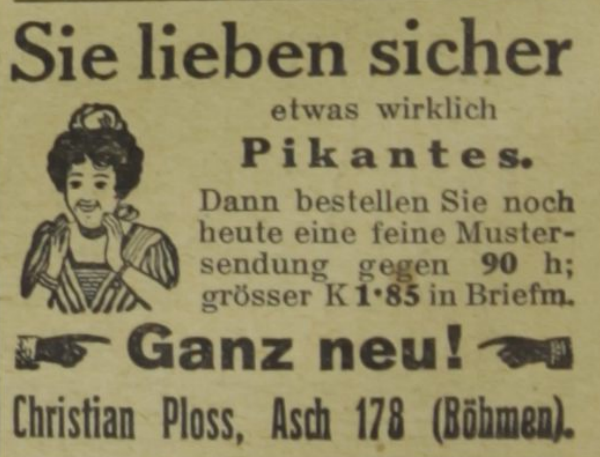 Sie lieben sicher
etwas wirklich
Pikantes.
Dann bestellen Sie noch
heute eine feine Muster-
sendung gegen 90 h;
grösser K 1·85 in Briefm.
Ganz neu!
Christian Ploss, Asch 178 (Böhmen).